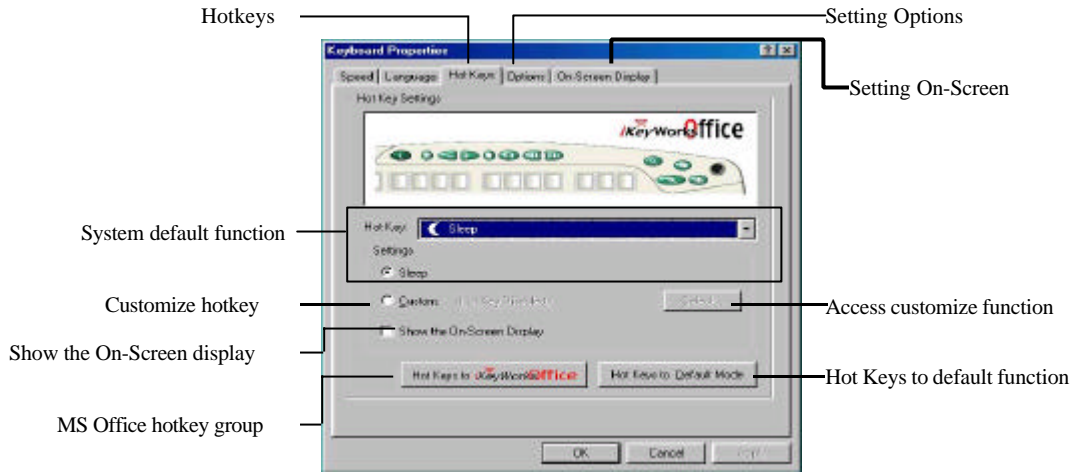 Hotkeys
Setting Options
Keyboard Properties
Speed Language Hot Keys Options On-Screen Display
Setting On-Screen
Hot Key Settings
iKeyWorksOffice
System default function
Hot Key: Sleep
Settings
Sleep
Customize hotkey
Custom:
Access customize function
Show the On-Screen display
Show the On-Screen Display
Hot Keys to iKeyWorksOffice
Hot Keys to Default Mode
Hot Keys to default function
MS Office hotkey group
OK Cancel